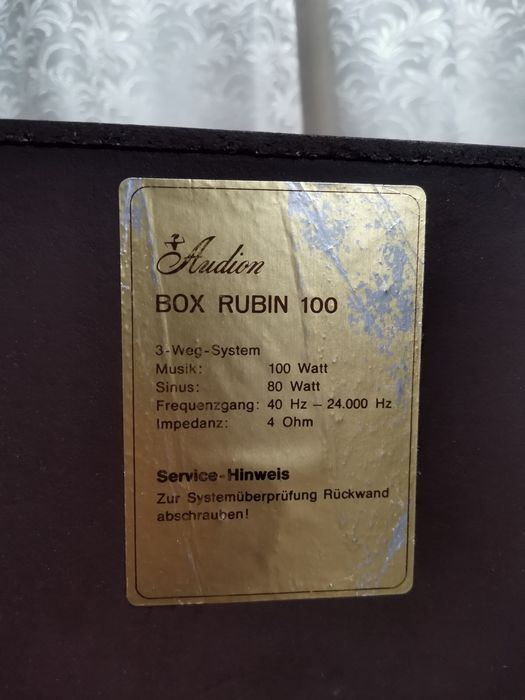 Audion
BOX RUBIN 100
3-Weg-System
Musik: 100 Watt
Sinus: 80 Watt
Frequenzgang: 40 Hz – 24.000 Hz
Impedanz: 4 Ohm
Service-Hinweis
Zur Systemüberprüfung Rückwand
abschrauben!